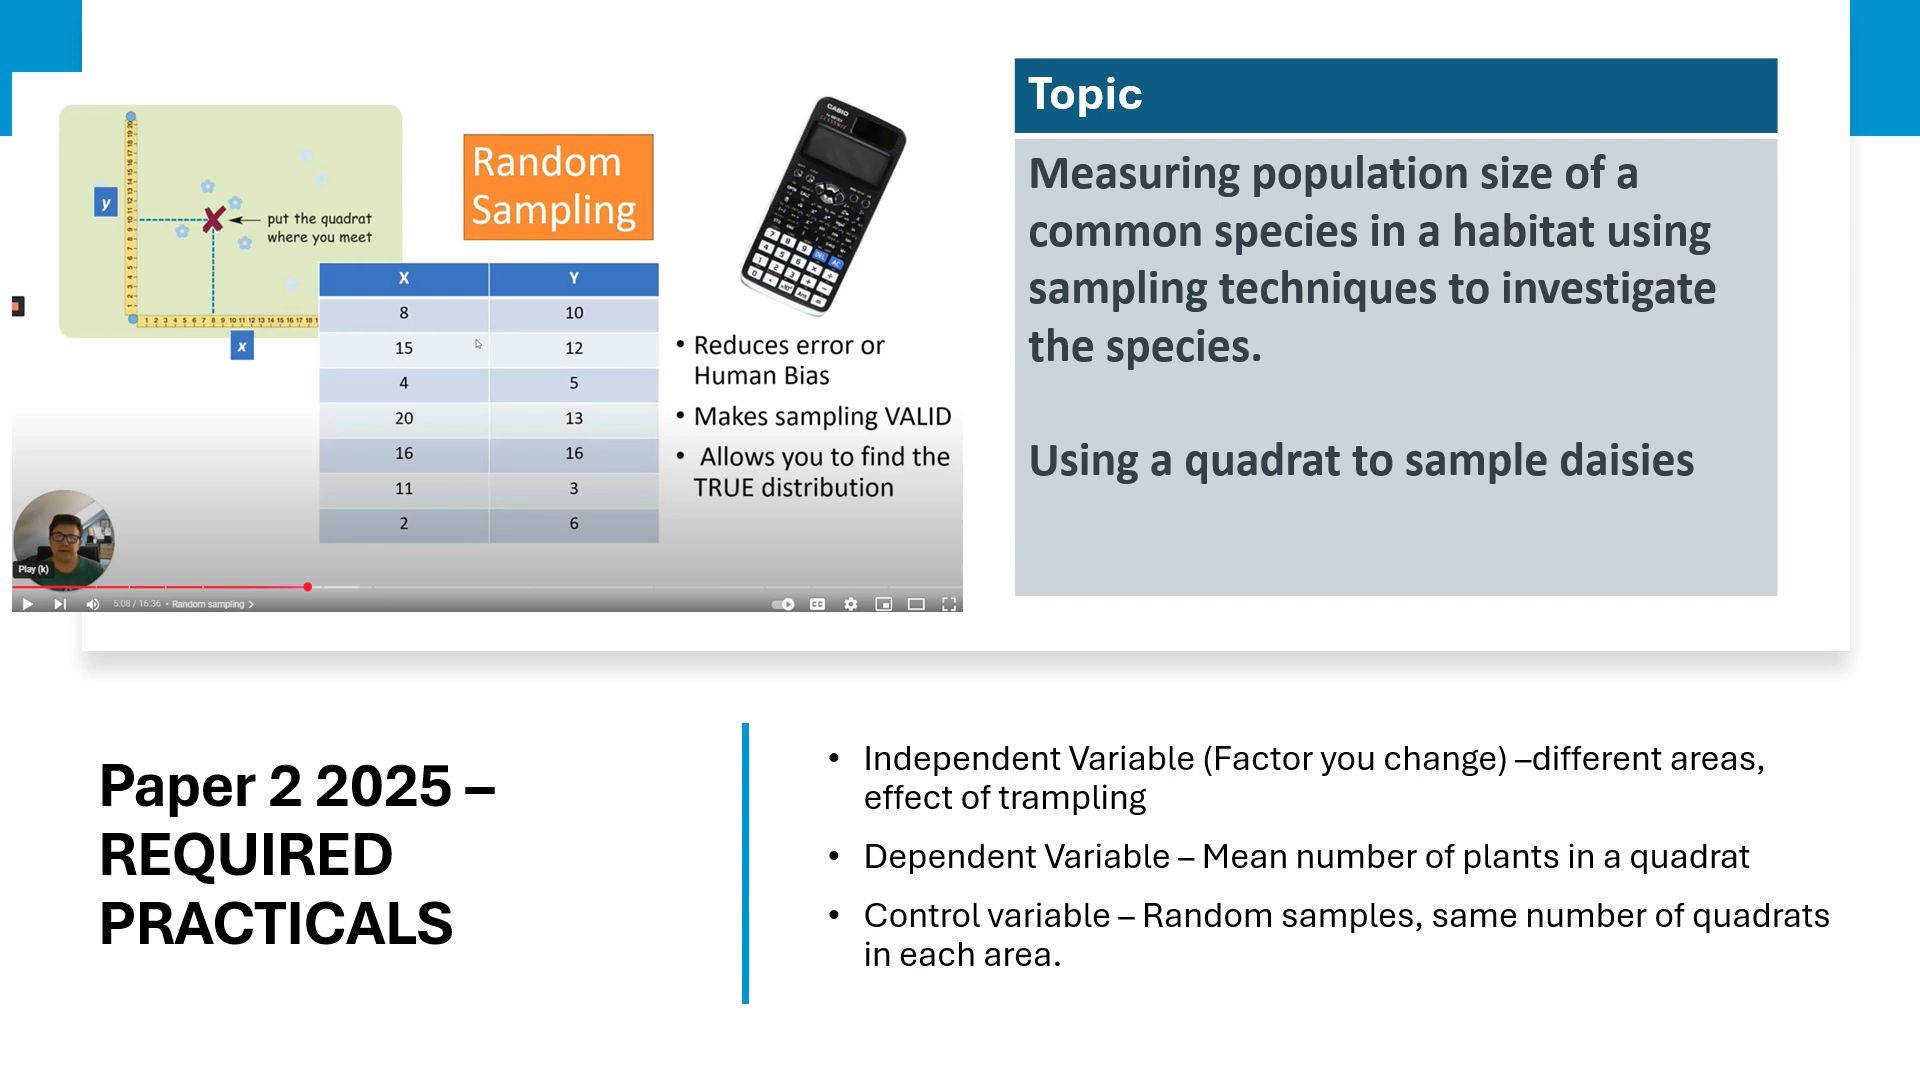 put the quadrat
where you meet
y
x
Random
Sampling
CASIO
X Y
8 10
15 12
4 5
20 13
16 16
11 3
2 6
• Reduces error or
Human Bias
• Makes sampling VALID
• Allows you to find the
TRUE distribution
Play (k)
5:08 / 16:36 • Random sampling >
CC
Topic
Measuring population size of a
common species in a habitat using
sampling techniques to investigate
the species.
Using a quadrat to sample daisies
Paper 2 2025 –
REQUIRED
PRACTICALS
• Independent Variable (Factor you change) –different areas,
effect of trampling
• Dependent Variable – Mean number of plants in a quadrat
• Control variable – Random samples, same number of quadrats
in each area.